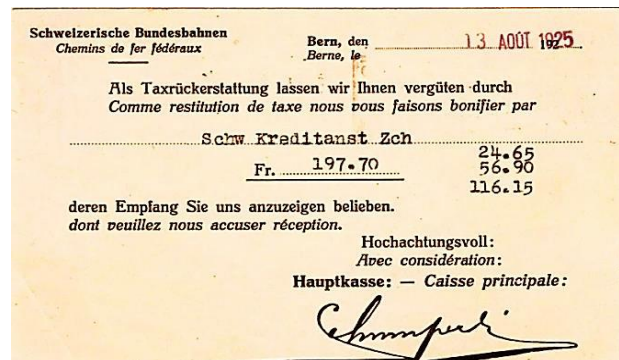 Schweizerische Bundesbahnen
Chemins de fer fédéraux
Bern, den 13 AOÛT 1925
Berne, le
Als Taxrückerstattung lassen wir Ihnen vergüten durch
Comme restitution de taxe nous vous faisons bonifier par
Schw Kreditanst Zch
Fr. 197.70
24.65
56.90
116.15
deren Empfang Sie uns anzuzeigen belieben.
dont veuillez nous accuser réception.
Hochachtungsvoll:
Avec considération:
Hauptkasse: — Caisse principale: